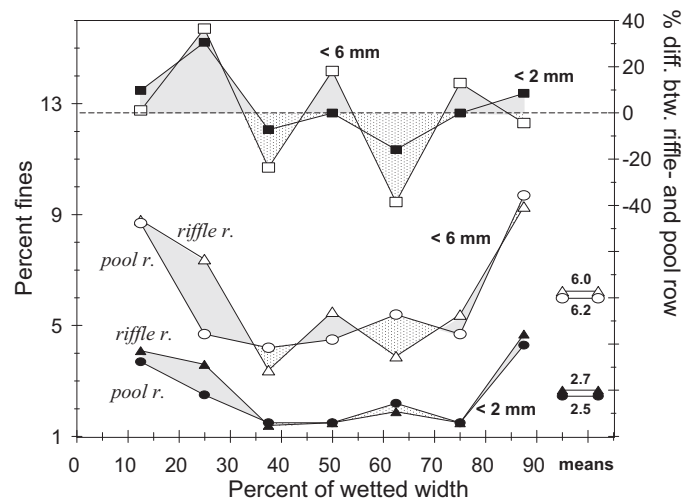 40
% diff. btw. riffle- and pool row
< 6 mm
20
< 2 mm
13
0
-20
-40
Percent fines
9
riffle r.
< 6 mm
pool r.
6.0
6.2
5
riffle r.
2.7
pool r.
< 2 mm
2.5
1
0 10 20 30 40 50 60 70 80 90 means
Percent of wetted width